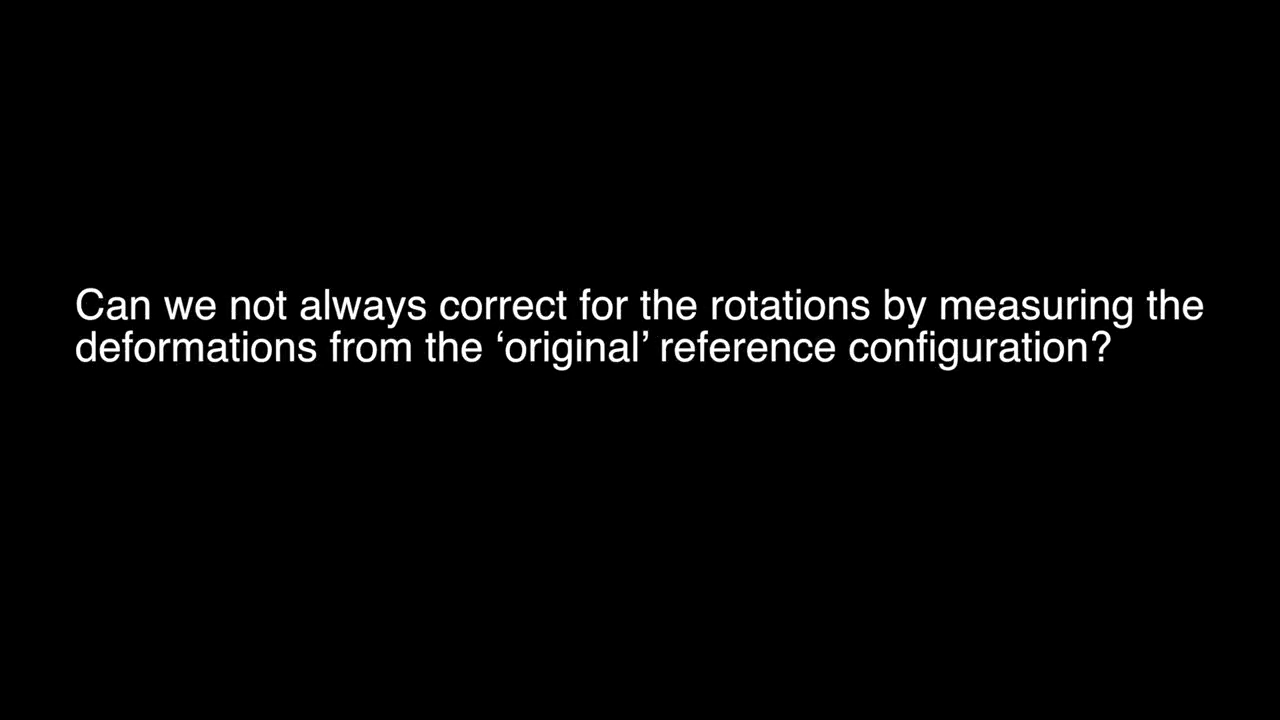 Can we not always correct for the rotations by measuring the
deformations from the ‘original’ reference configuration?